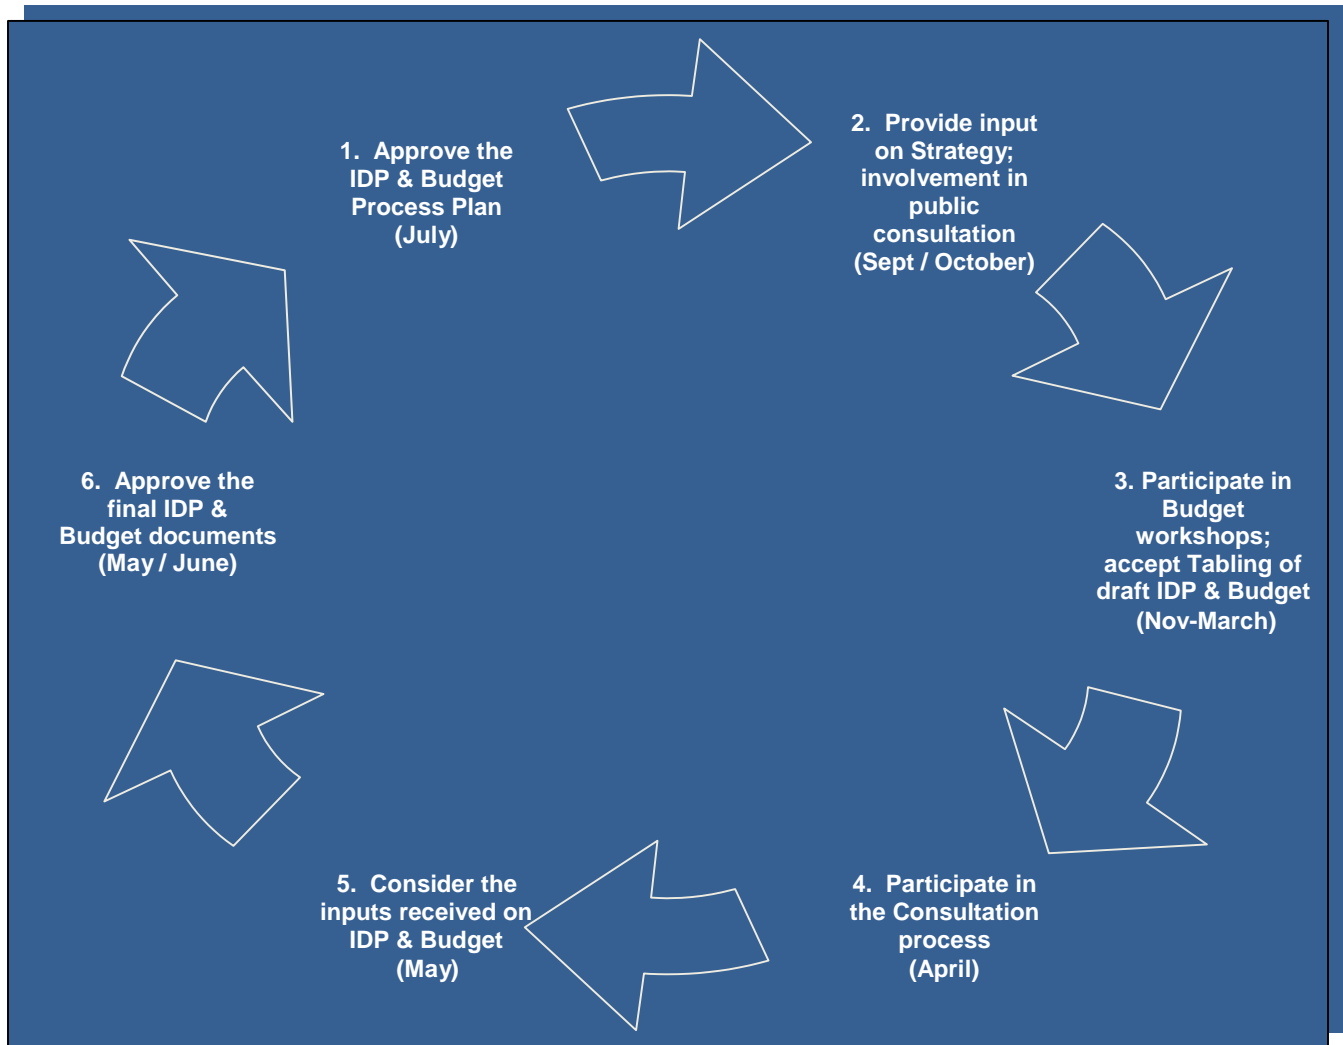 1. Approve the
IDP & Budget
Process Plan
(July)
2. Provide input
on Strategy;
involvement in
public
consultation
(Sept / October)
3. Participate in
Budget
workshops;
accept Tabling of
draft IDP & Budget
(Nov-March)
4. Participate in
the Consultation
process
(April)
5. Consider the
inputs received on
IDP & Budget
(May)
6. Approve the
final IDP &
Budget documents
(May / June)